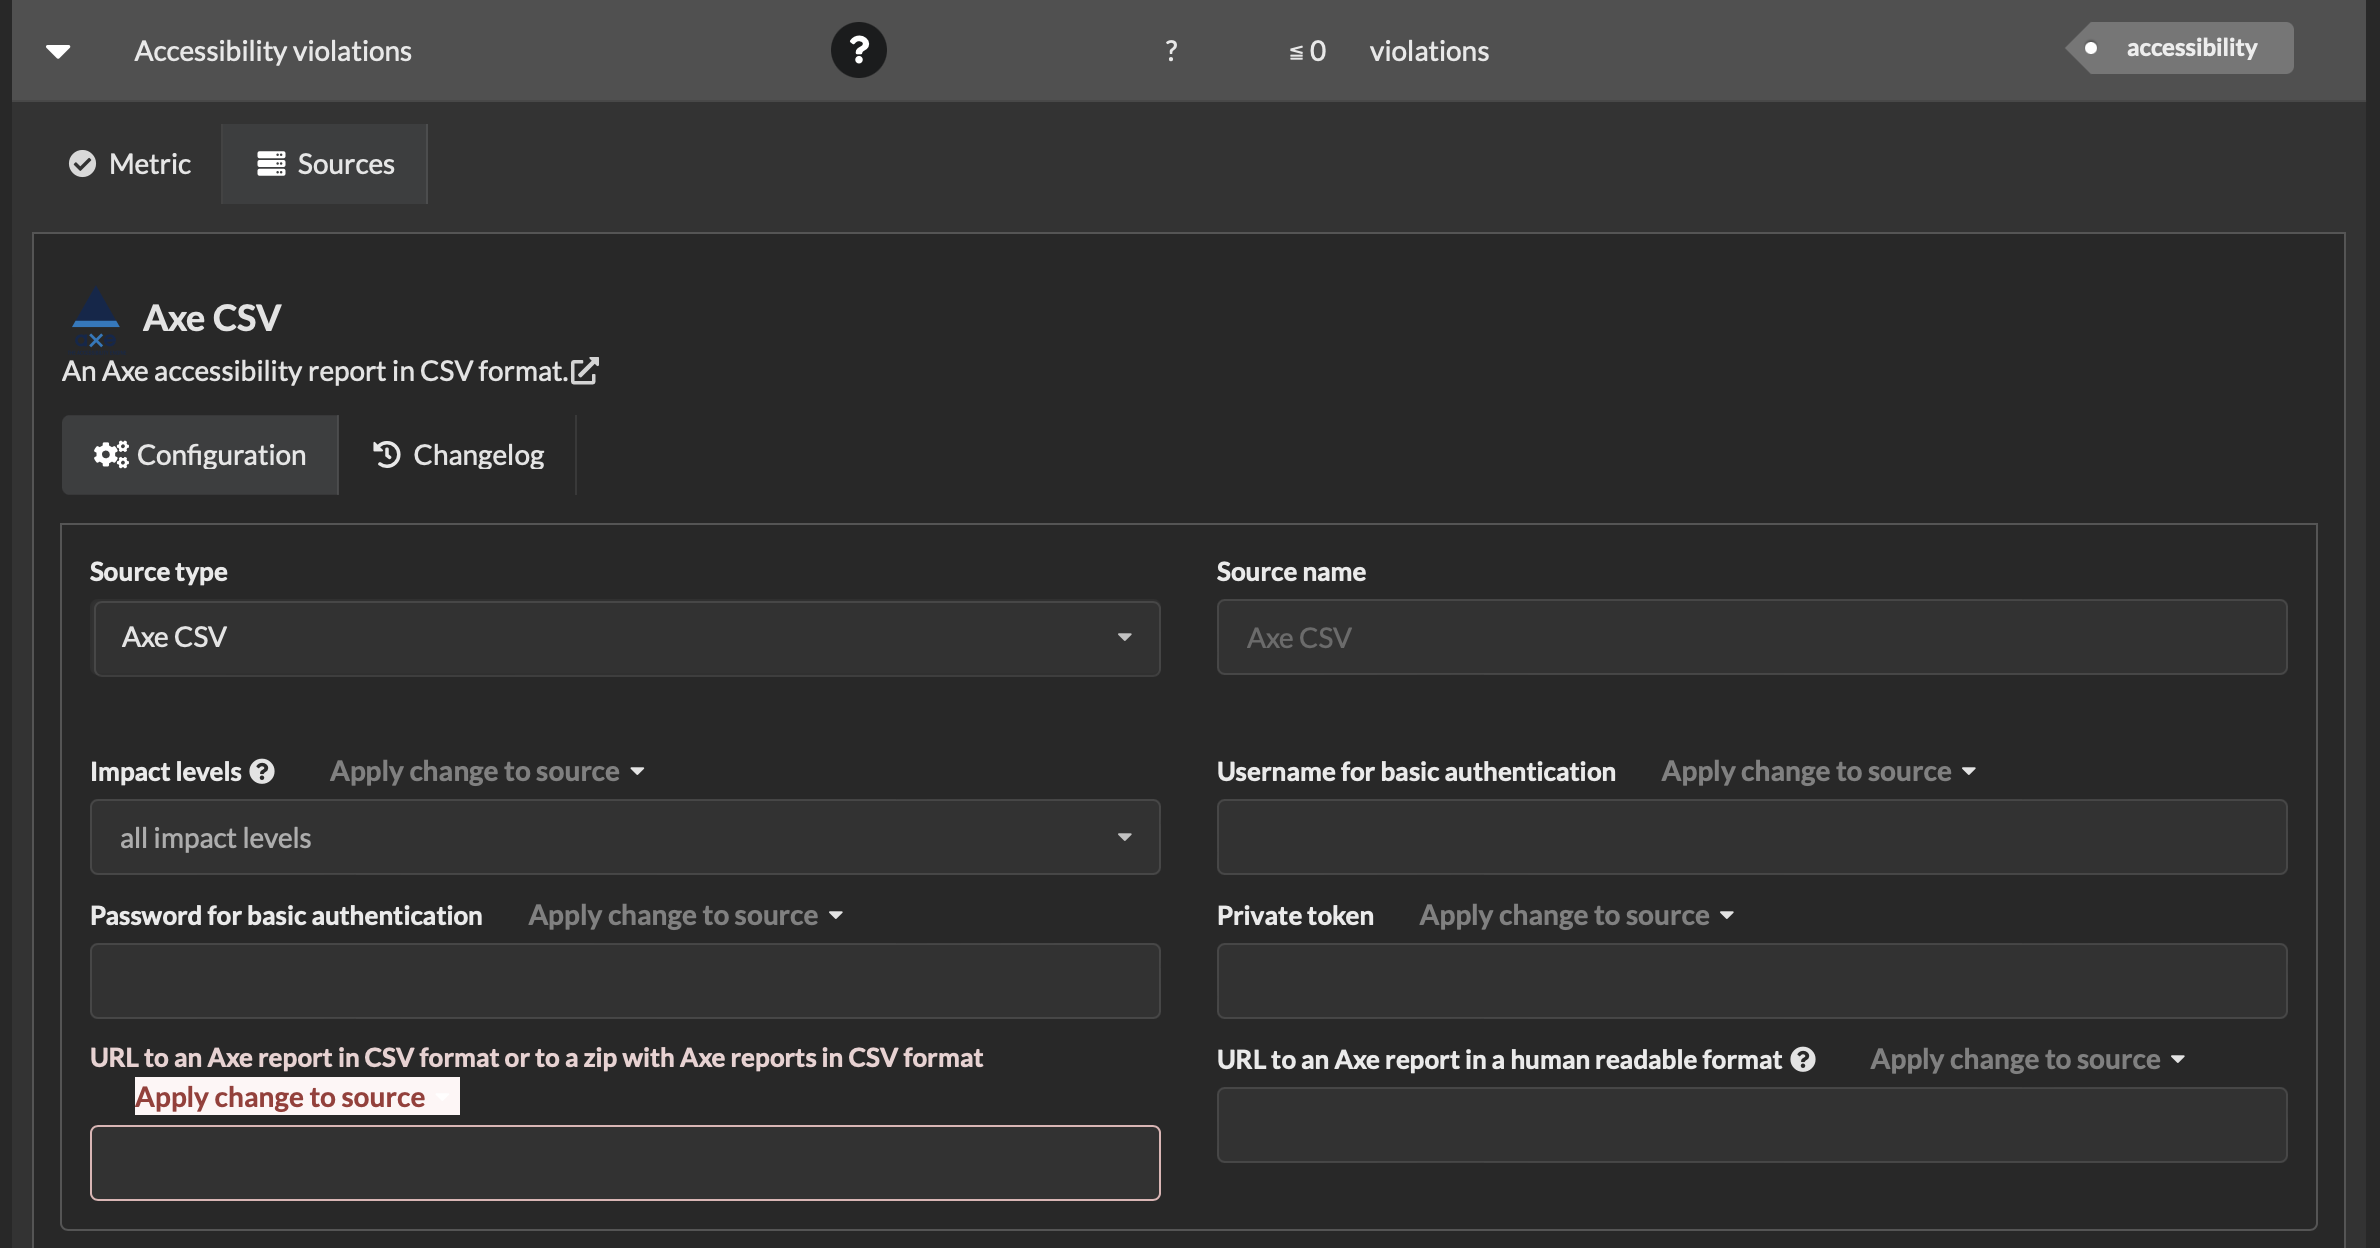 Accessibility violations ? ? ≦ 0 violations accessibility
Metric Sources
Axe CSV
An Axe accessibility report in CSV format.
Configuration Changelog
Source type Source name
Axe CSV Axe CSV
Impact levels ? Apply change to source Username for basic authentication Apply change to source
all impact levels
Password for basic authentication Apply change to source Private token Apply change to source
URL to an Axe report in CSV format or to a zip with Axe reports in CSV format URL to an Axe report in a human readable format ? Apply change to source
Apply change to source